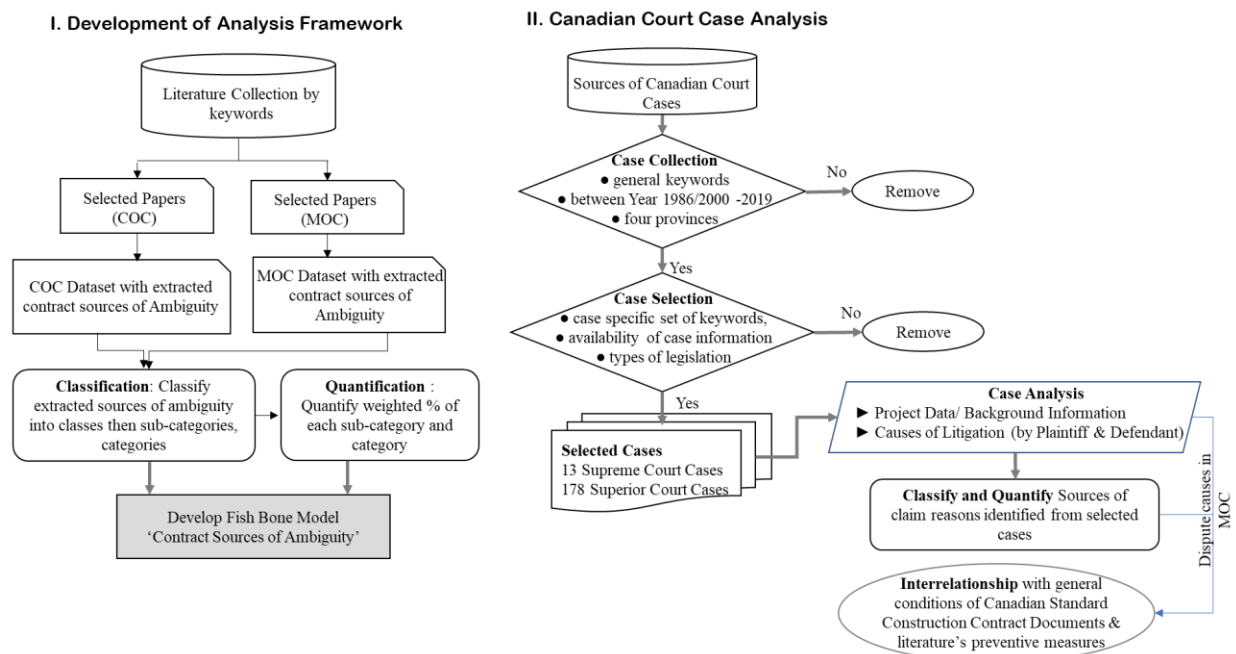 I. Development of Analysis Framework
Literature Collection by
keywords
Selected Papers
(COC)
Selected Papers
(MOC)
COC Dataset with extracted
contract sources of Ambiguity
MOC Dataset with extracted
contract sources of
Ambiguity
Classification: Classify
extracted sources of ambiguity
into classes then sub-categories,
categories
Quantification :
Quantify weighted % of
each sub-category and
category
Develop Fish Bone Model
‘Contract Sources of Ambiguity’
II. Canadian Court Case Analysis
Sources of Canadian Court
Cases
Case Collection
● general keywords
● between Year 1986/2000 -2019
● four provinces
No
Remove
Yes
Case Selection
● case specific set of keywords,
● availability of case information
● types of legislation
No
Remove
Yes
Selected Cases
13 Supreme Court Cases
178 Superior Court Cases
Case Analysis
► Project Data/ Background Information
► Causes of Litigation (by Plaintiff & Defendant)
Classify and Quantify Sources of
claim reasons identified from selected
cases
Dispute causes in
MOC
Interrelationship with general
conditions of Canadian Standard
Construction Contract Documents &
literature’s preventive measures